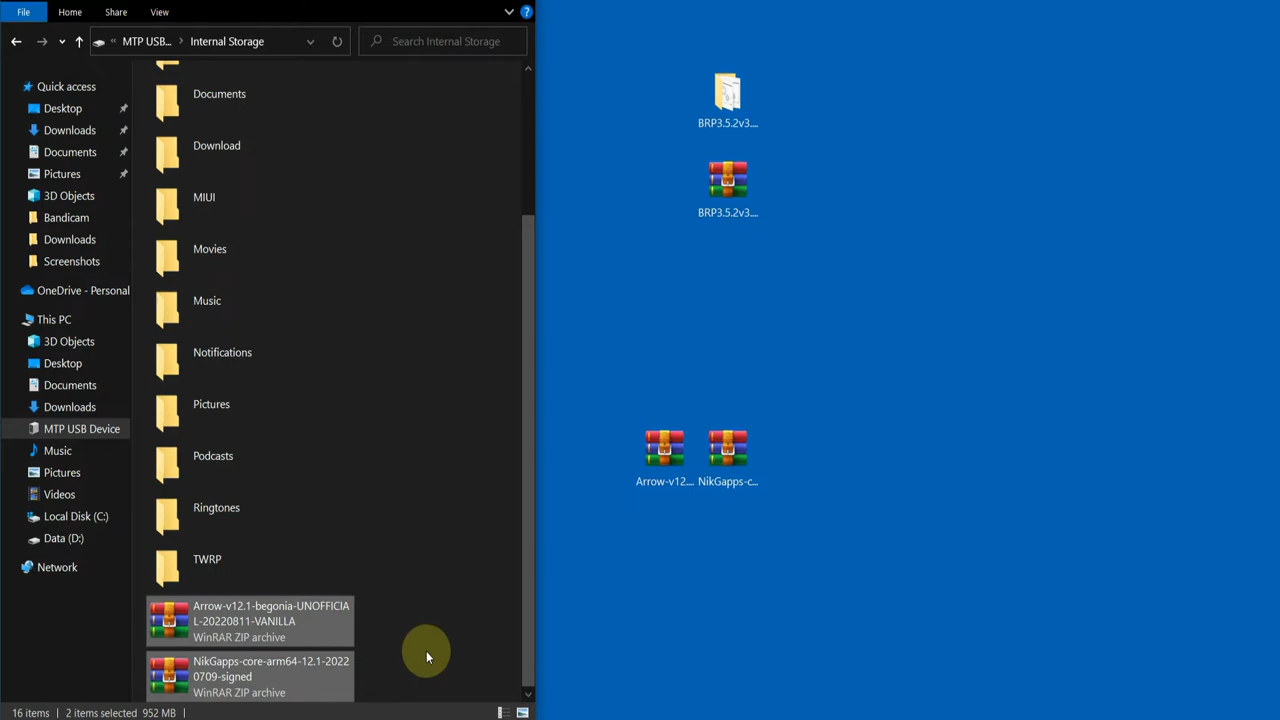 File Home Share View
MTP USB... Internal Storage
Search Internal Storage
Quick access
Desktop
Downloads
Documents
Pictures
3D Objects
Bandicam
Downloads
Screenshots
OneDrive - Personal
This PC
3D Objects
Desktop
Documents
Downloads
MTP USB Device
Music
Pictures
Videos
Local Disk (C:)
Data (D:)
Network
Documents
Download
MIUI
Movies
Music
Notifications
Pictures
Podcasts
Ringtones
TWRP
Arrow-v12.1-begonia-UNOFFICIA
L-20220811-VANILLA
WinRAR ZIP archive
NikGapps-core-arm64-12.1-2022
0709-signed
WinRAR ZIP archive
16 items 2 items selected 952 MB
BRP3.5.2v3....
BRP3.5.2v3....
Arrow-v12.... NikGapps-c...